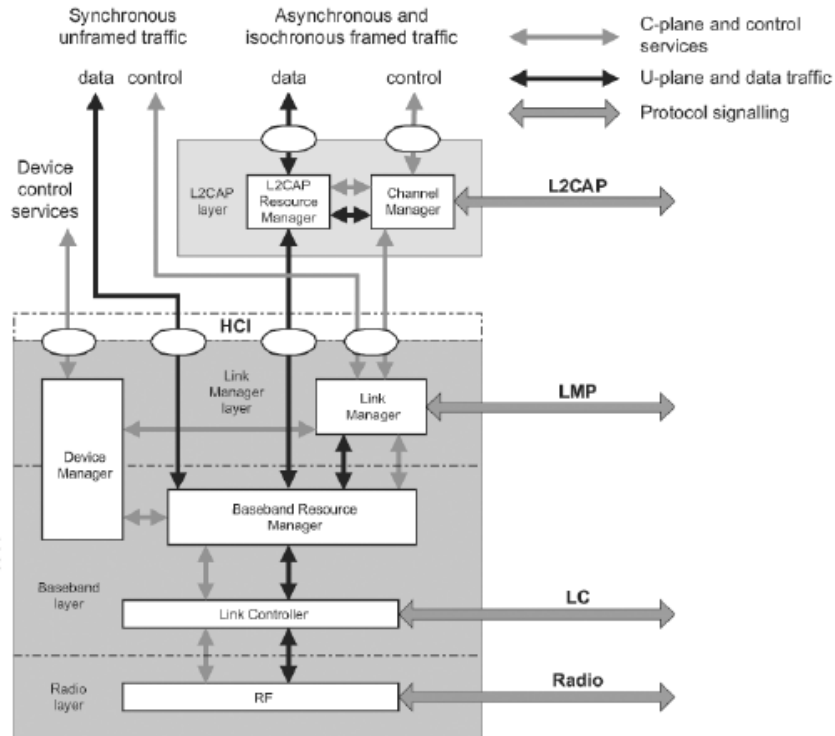 Synchronous
unframed traffic
Asynchronous and
isochronous framed traffic
C-plane and control
services
U-plane and data traffic
Protocol signalling
data control
data
control
Device
control
services
L2CAP
layer
L2CAP
Resource
Manager
Channel
Manager
L2CAP
HCI
Link
Manager
layer
Link
Manager
LMP
Device
Manager
Baseband Resource
Manager
Baseband
layer
Link Controller
LC
Radio
layer
RF
Radio